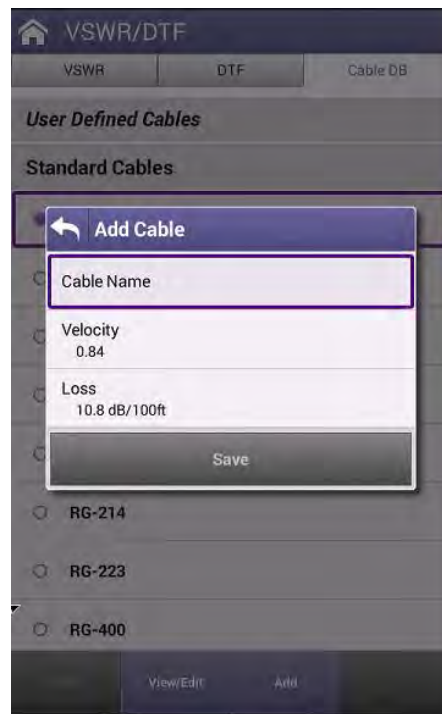 VSWR/DTF
VSWR DTF Cable DB
User Defined Cables
Standard Cables
Add Cable
Cable Name
Velocity
0.84
Loss
10.8 dB/100ft
Save
RG-214
RG-223
RG-400
View/Edit Add